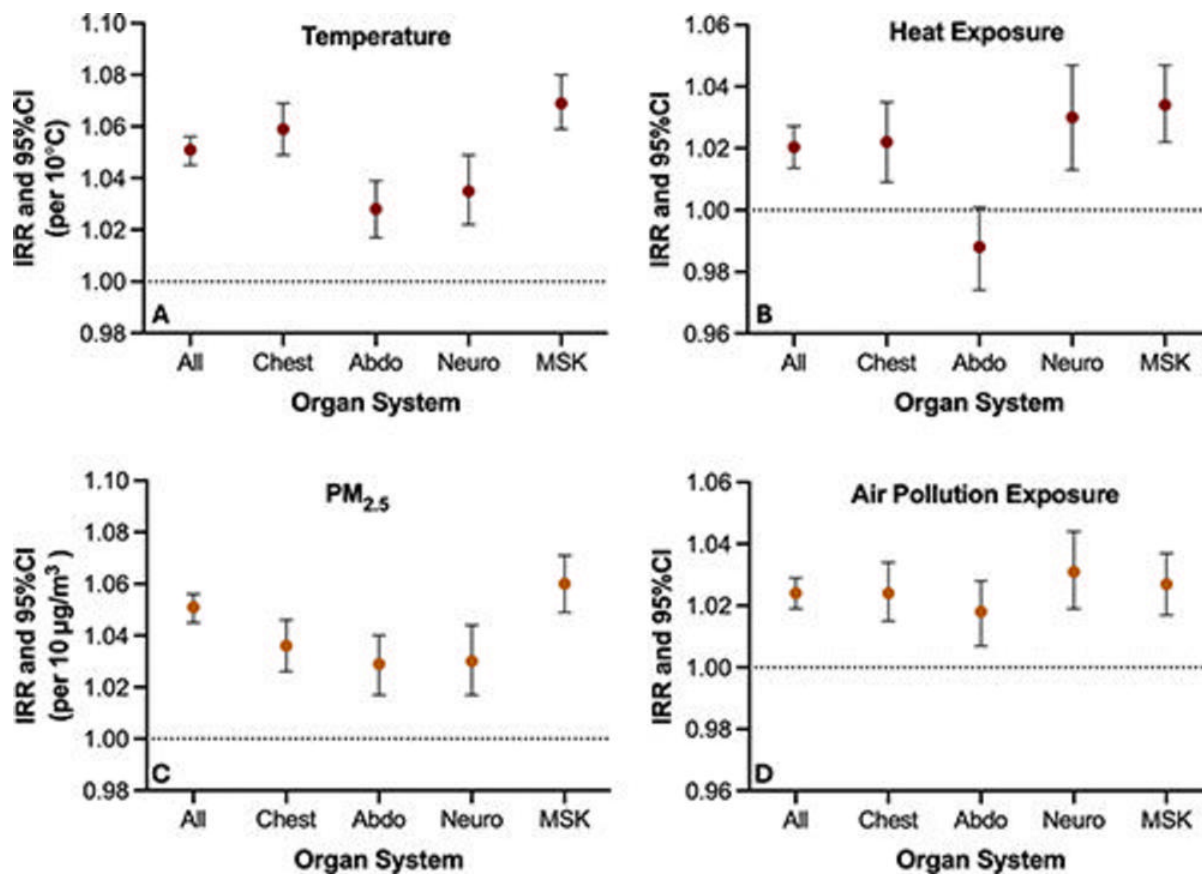 Temperature
IRR and 95%CI
(per 10°C)
1.10
1.08
1.06
1.04
1.02
1.00
0.98
A
All Chest Abdo Neuro MSK
Organ System
Heat Exposure
IRR and 95%CI
1.06
1.04
1.02
1.00
0.98
0.96
B
All Chest Abdo Neuro MSK
Organ System
PM2.5
IRR and 95%CI
(per 10 µg/m³)
1.10
1.08
1.06
1.04
1.02
1.00
0.98
C
All Chest Abdo Neuro MSK
Organ System
Air Pollution Exposure
IRR and 95%CI
1.06
1.04
1.02
1.00
0.98
0.96
D
All Chest Abdo Neuro MSK
Organ System